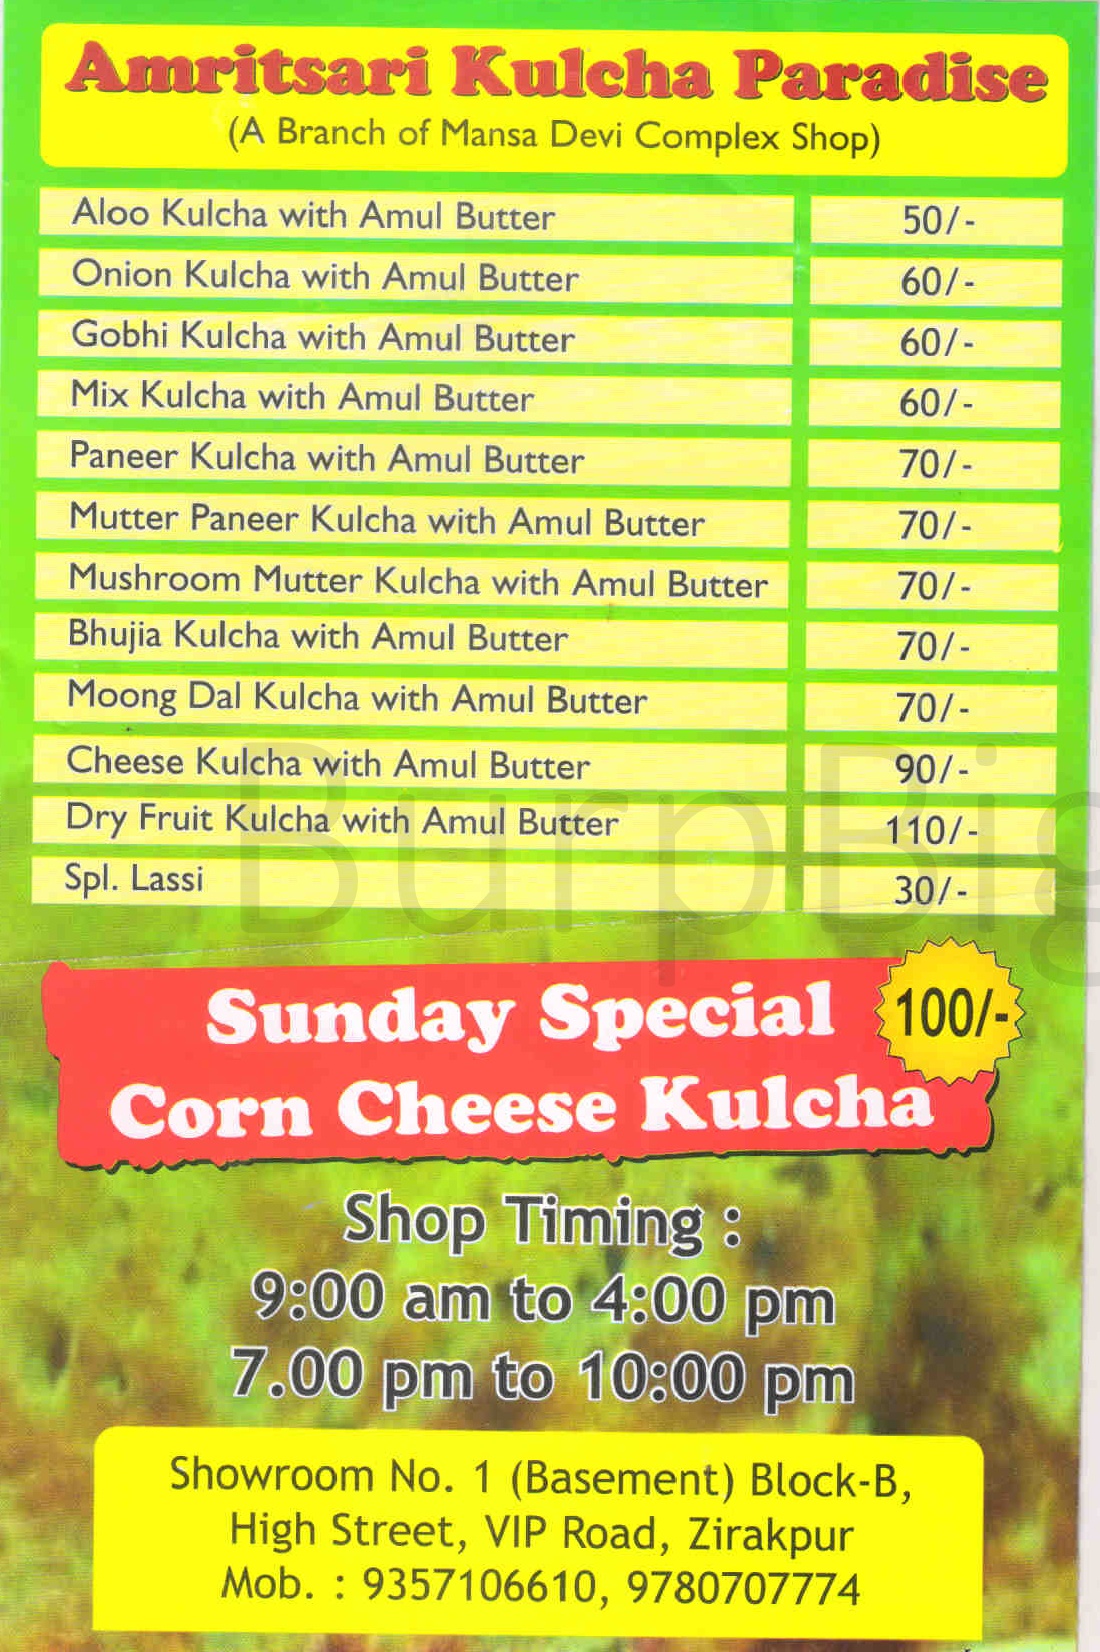 Amritsari Kulcha Paradise
(A Branch of Mansa Devi Complex Shop)
Aloo Kulcha with Amul Butter 50/-
Onion Kulcha with Amul Butter 60/-
Gobhi Kulcha with Amul Butter 60/-
Mix Kulcha with Amul Butter 60/-
Paneer Kulcha with Amul Butter 70/-
Mutter Paneer Kulcha with Amul Butter 70/-
Mushroom Mutter Kulcha with Amul Butter 70/-
Bhujia Kulcha with Amul Butter 70/-
Moong Dal Kulcha with Amul Butter 70/-
Cheese Kulcha with Amul Butter 90/-
Dry Fruit Kulcha with Amul Butter 110/-
Spl. Lassi 30/-
BurpBig
Sunday Special 100/-
Corn Cheese Kulcha
Shop Timing :
9:00 am to 4:00 pm
7.00 pm to 10:00 pm
Showroom No. 1 (Basement) Block-B,
High Street, VIP Road, Zirakpur
Mob. : 9357106610, 9780707774